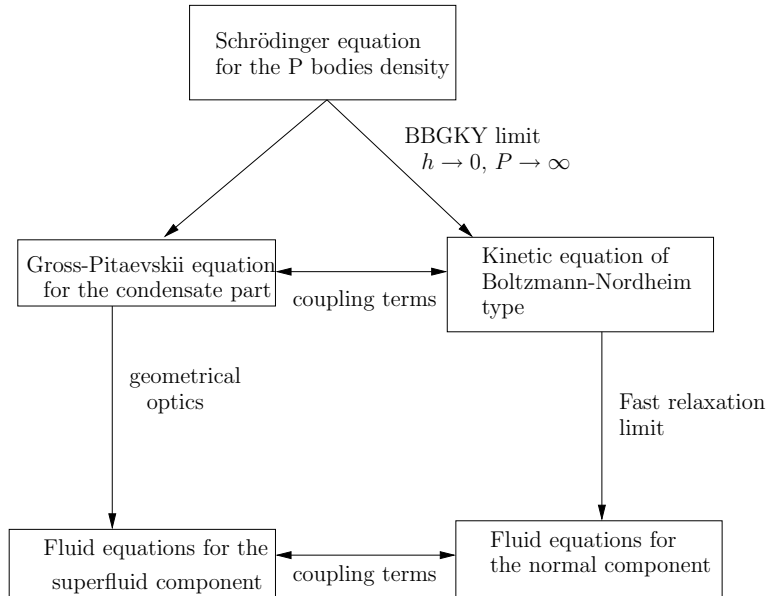 Schrödinger equation
for the P bodies density
BBGKY limit
h → 0, P → ∞
Gross-Pitaevskii equation
for the condensate part
coupling terms
Kinetic equation of
Boltzmann-Nordheim
type
geometrical
optics
Fast relaxation
limit
Fluid equations for the
superfluid component
coupling terms
Fluid equations for
the normal component